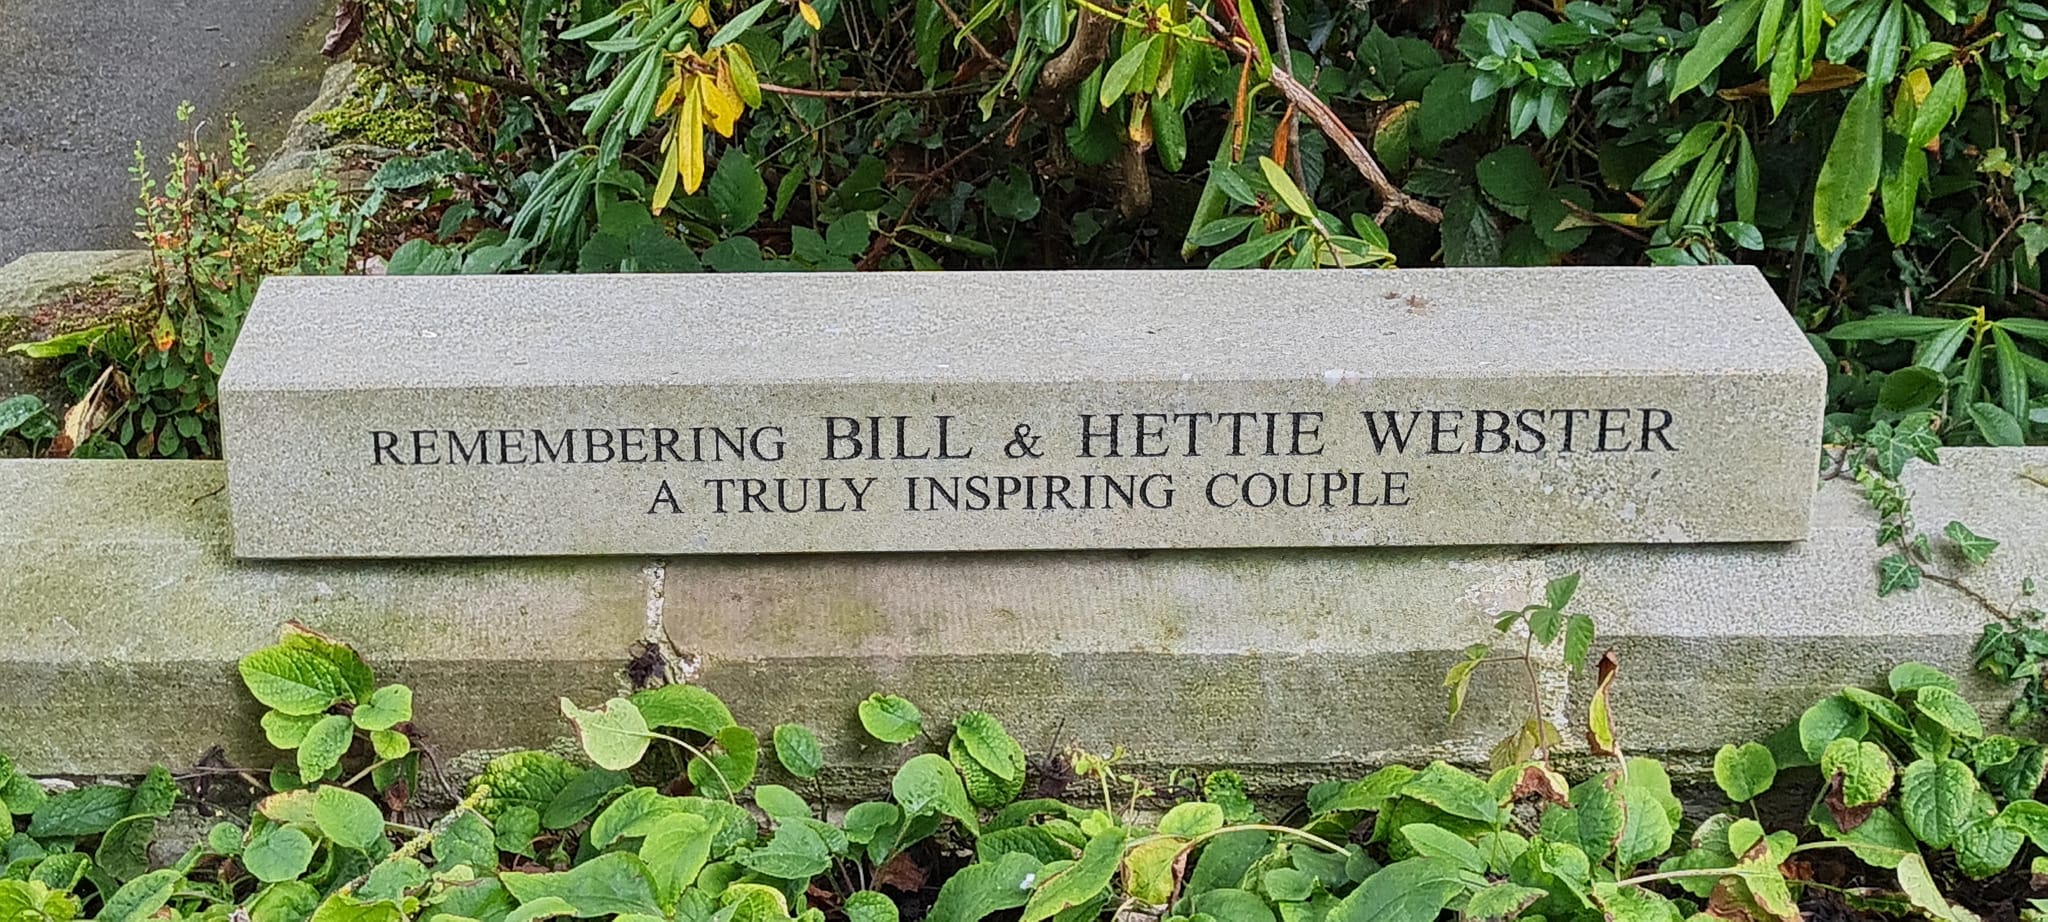 REMEMBERING BILL & HETTIE WEBSTER
A TRULY INSPIRING COUPLE